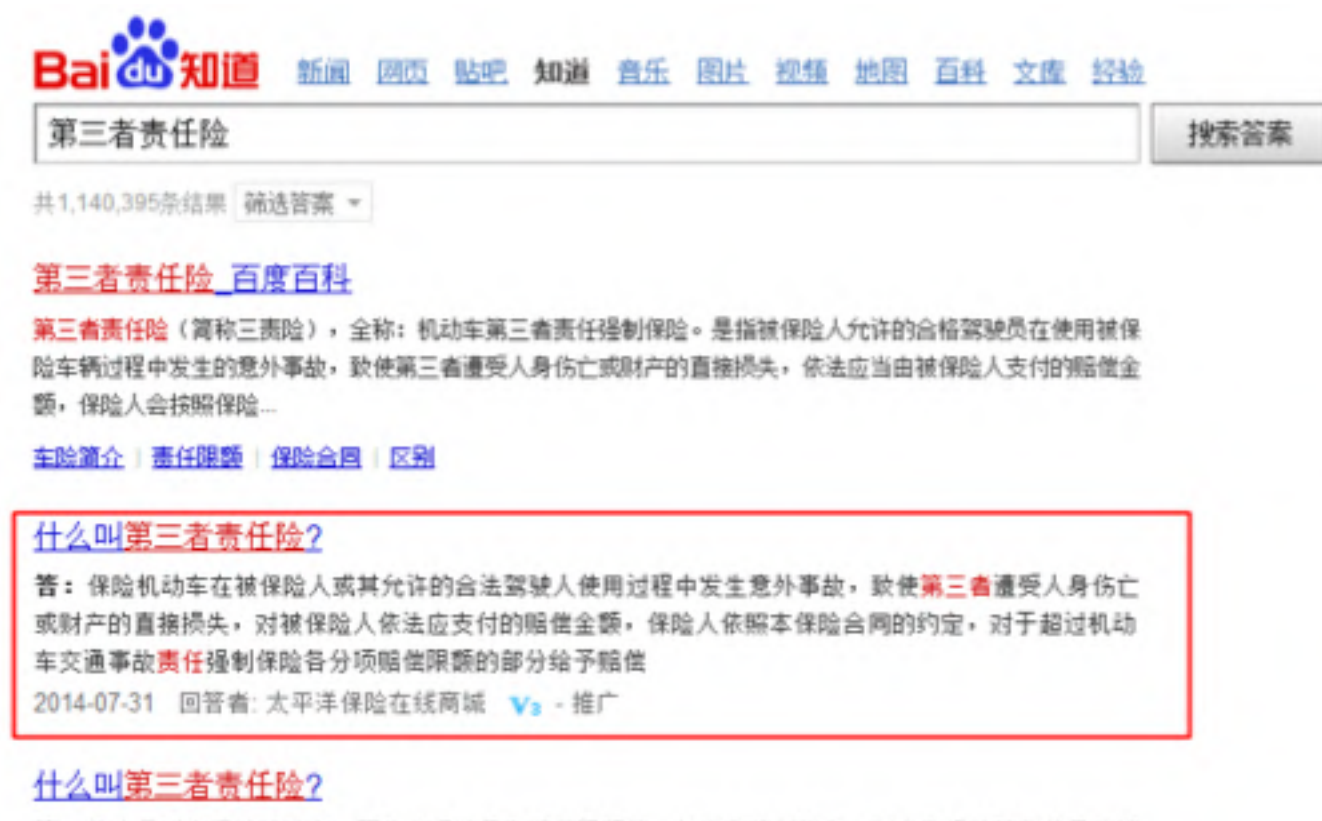 Bai du 知道 新闻 网页 贴吧 知道 音乐 图片 视频 地图 百科 文库 经验
第三者责任险 搜索答案
共1,140,395条结果 筛选答案
第三者责任险_百度百科
第三者责任险（简称三责险），全称：机动车第三者责任强制保险。是指被保险人允许的合格驾驶员在使用被保
险车辆过程中发生的意外事故，致使第三者遭受人身伤亡或财产的直接损失，依法应当由被保险人支付的赔偿金
额，保险人会按照保险...
车险简介 | 责任限额 | 保险合同 | 区别
什么叫第三者责任险?
答：保险机动车在被保险人或其允许的合法驾驶人使用过程中发生意外事故，致使第三者遭受人身伤亡
或财产的直接损失，对被保险人依法应支付的赔偿金额，保险人依照本保险合同的约定，对于超过机动
车交通事故责任强制保险各分项赔偿限额的部分给予赔偿
2014-07-31 回答者: 太平洋保险在线商城 V3 - 推广
什么叫第三者责任险?